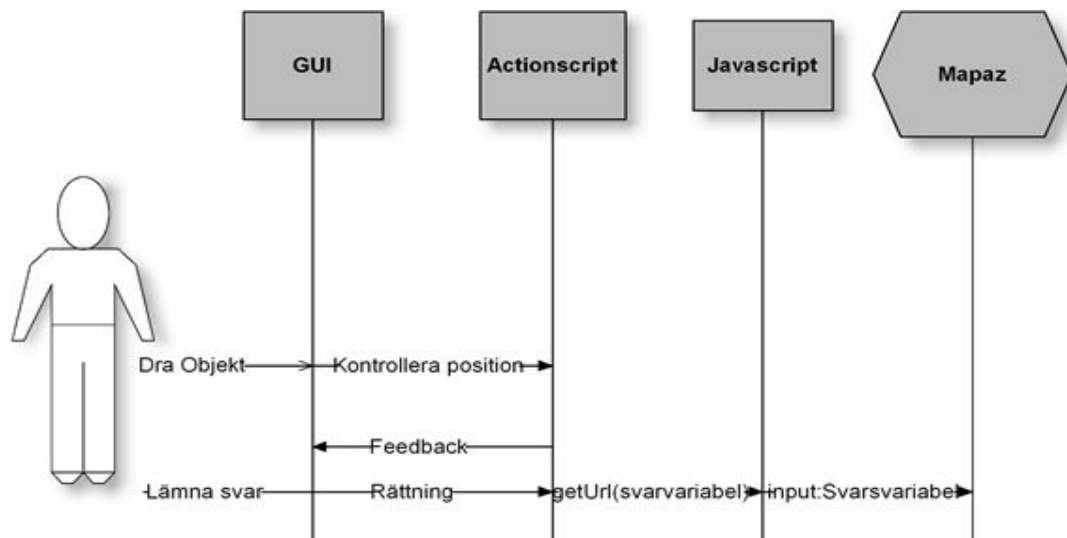 GUI
Actionscript
Javascript
Mapaz
Dra Objekt
Kontrollera position
Feedback
Lämna svar
Rättning
getUrl(svarvariabel)
input:Svarsvariabel